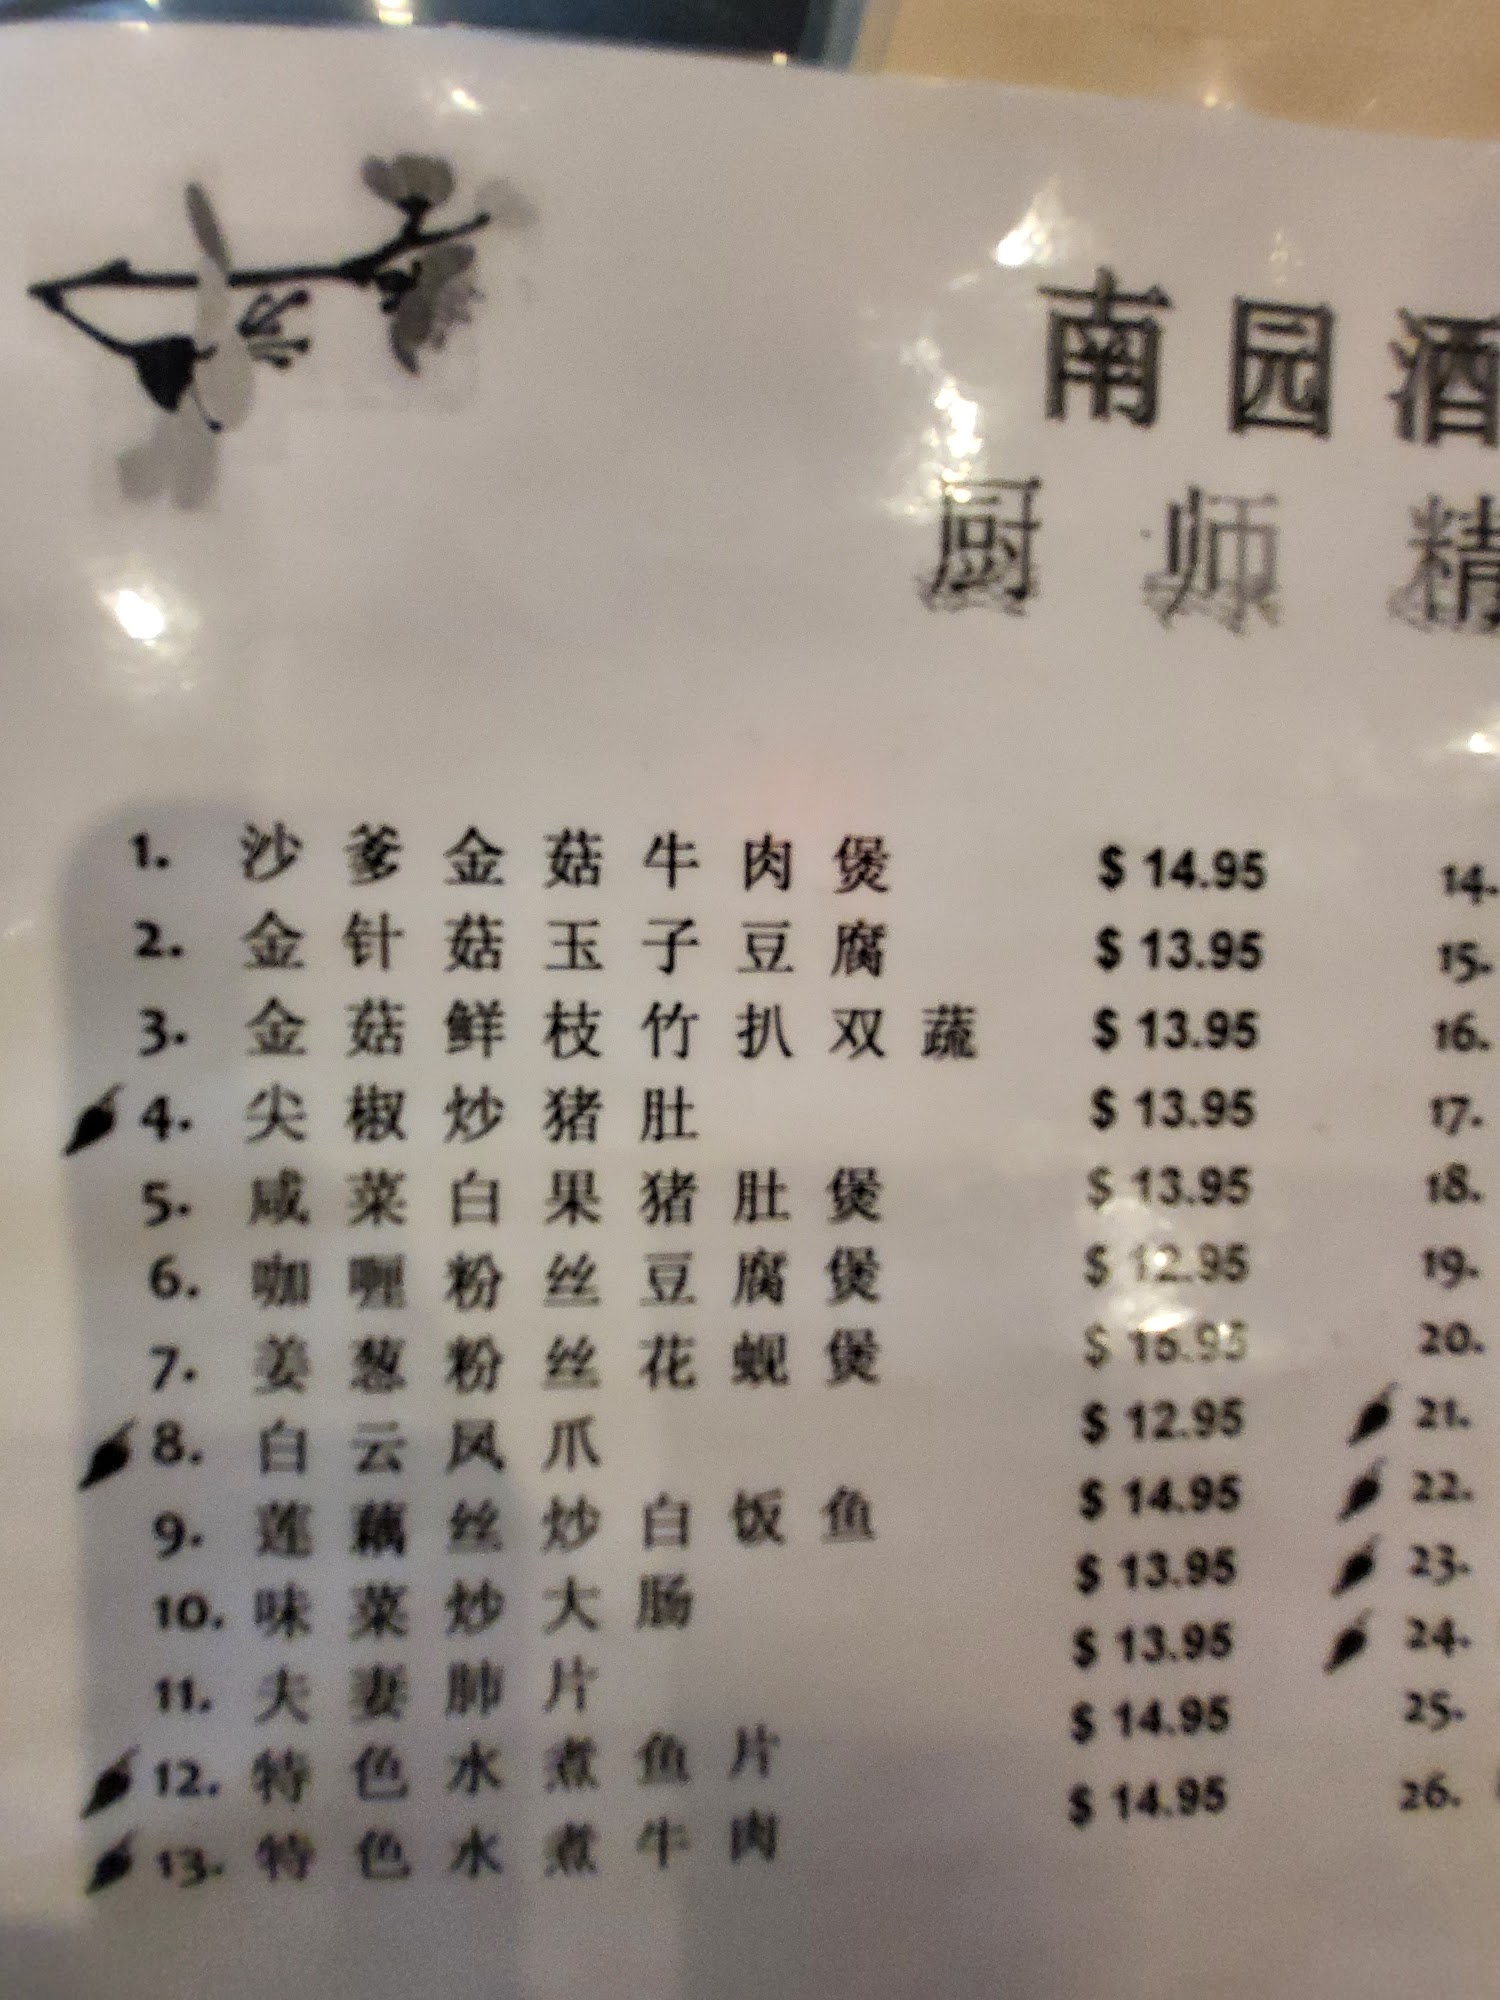 南园酒
厨师精
1. 沙爹金菇牛肉煲 $ 14.95
2. 金针菇玉子豆腐 $ 13.95
3. 金菇鲜枝竹扒双蔬 $ 13.95
4. 尖椒炒猪肚 $ 13.95
5. 咸菜白果猪肚煲 $ 13.95
6. 咖喱粉丝豆腐煲 $ 12.95
7. 姜葱粉丝花蚬煲 $ 16.95
8. 白云凤爪 $ 12.95
9. 莲藕丝炒白饭鱼 $ 14.95
10. 味菜炒大肠 $ 13.95
11. 夫妻肺片 $ 13.95
12. 特色水煮鱼片 $ 14.95
13. 特色水煮牛肉 $ 14.95
14.
15.
16.
17.
18.
19.
20.
21.
22.
23.
24.
25.
26.